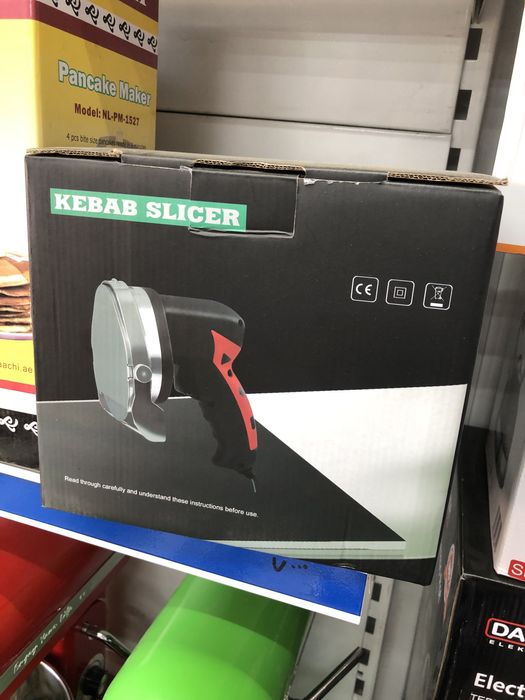 Pancake Maker
Model: NL-PM-1527
KEBAB SLICER
CE
Read through carefully and understand these instructions before use.
achi.ae
V...
DA
ELEK
Elect